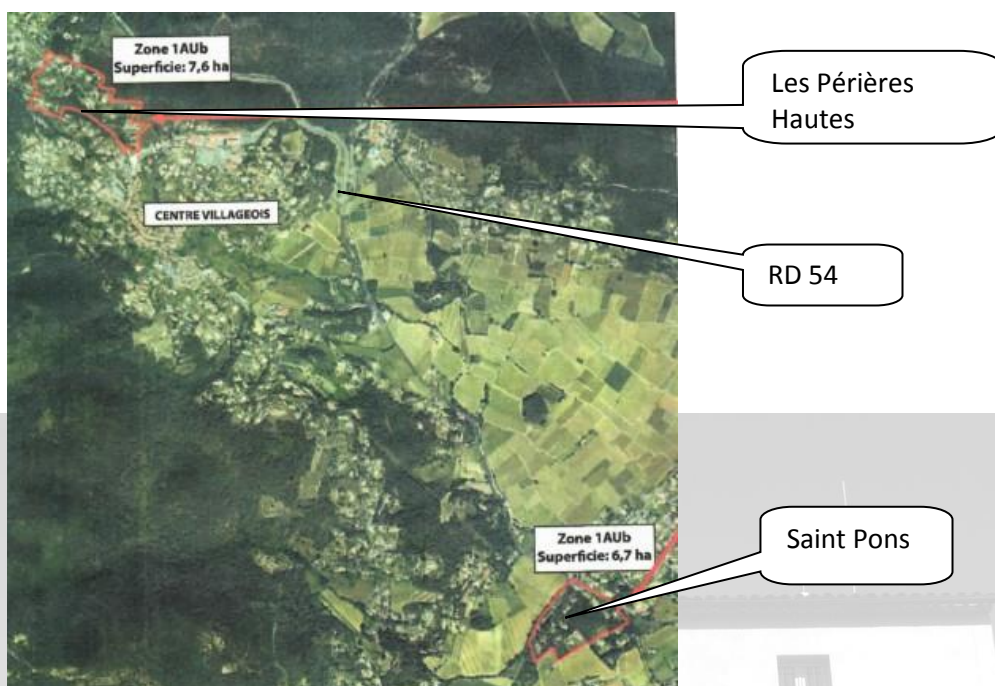 Zone 1AUb
Superficie: 7,6 ha
Les Périères
Hautes
CENTRE VILLAGEOIS
RD 54
Zone 1AUb
Superficie: 6,7 ha
Saint Pons